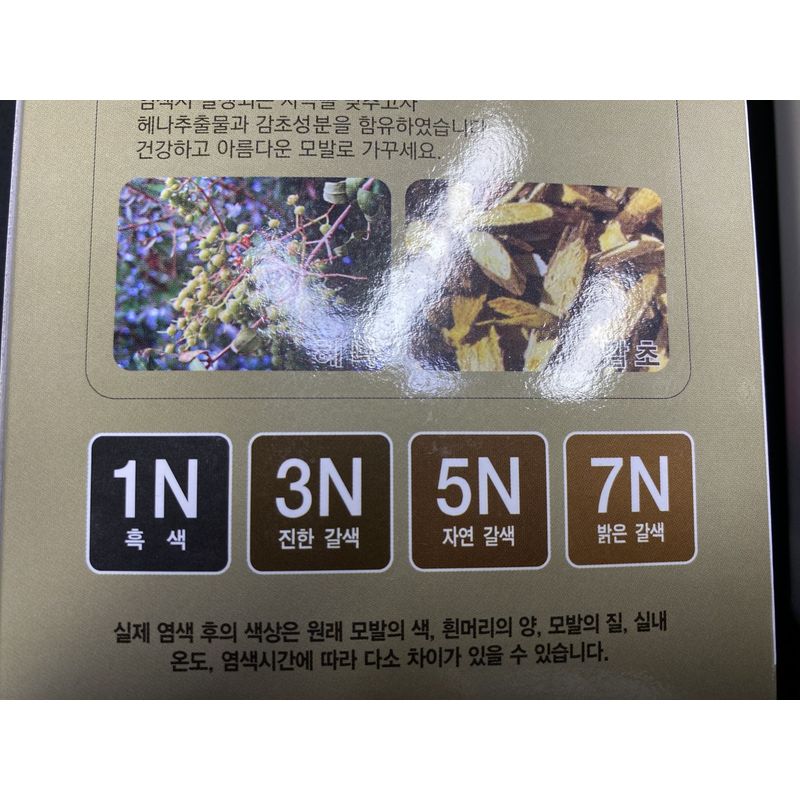 헤나추출물과 감초성분을 함유하였습니다
건강하고 아름다운 모발로 가꾸세요.
헤나
감초
1N
흑 색
3N
진한 갈색
5N
자연 갈색
7N
밝은 갈색
실제 염색 후의 색상은 원래 모발의 색, 흰머리의 양, 모발의 질, 실내
온도, 염색시간에 따라 다소 차이가 있을 수 있습니다.